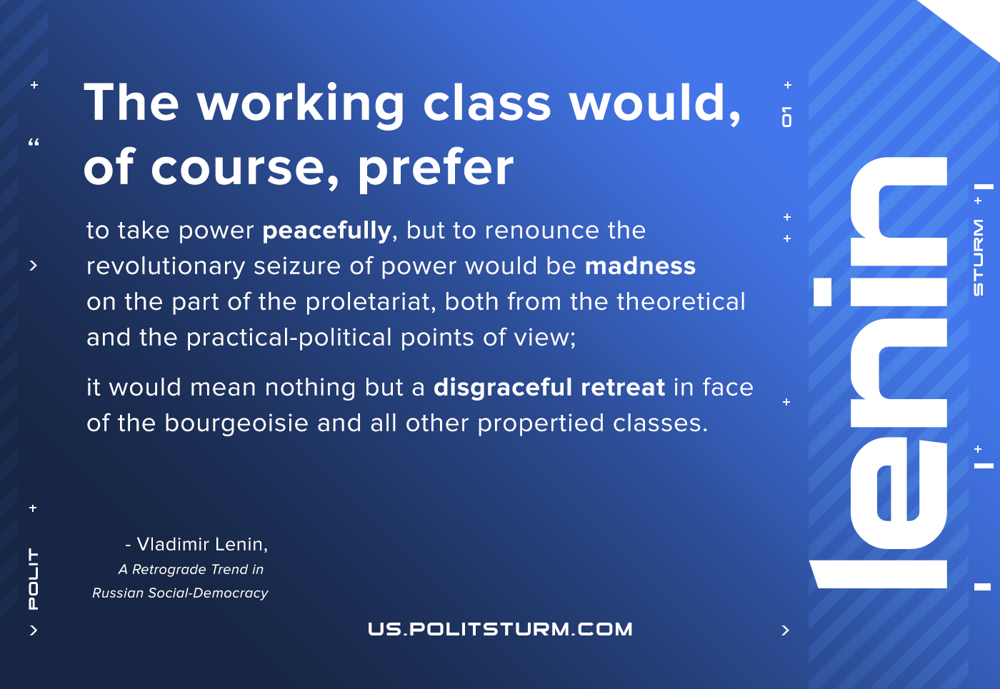 The working class would,
of course, prefer
to take power peacefully, but to renounce the
revolutionary seizure of power would be madness
on the part of the proletariat, both from the theoretical
and the practical-political points of view;
it would mean nothing but a disgraceful retreat in face
of the bourgeoisie and all other propertied classes.
- Vladimir Lenin,
A Retrograde Trend in
Russian Social-Democracy
US.POLITSTURM.COM
“
POLIT
01
lenin
STURM